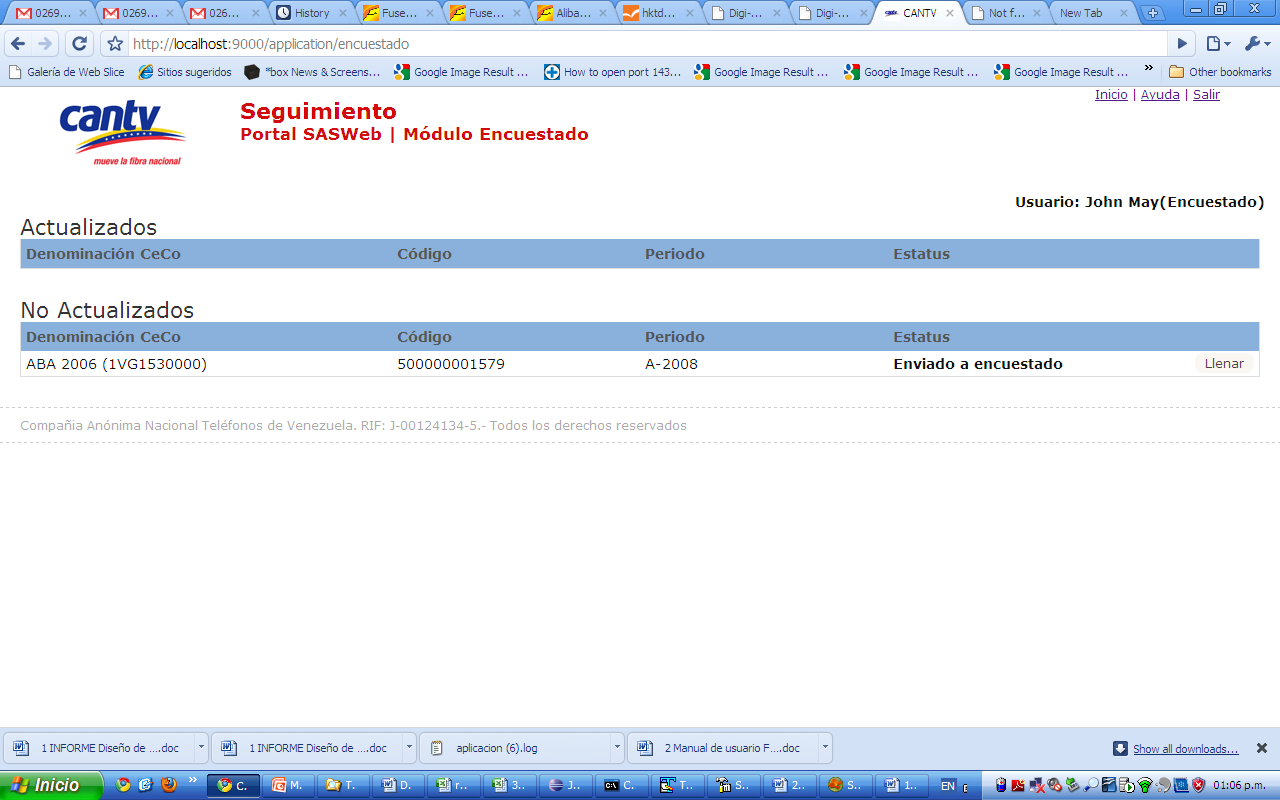 0269... 0269... 026... History Fuse... Fuse... Aliba... hktd... Digi-... Digi-... CANTV Not f... New Tab
http://localhost:9000/application/encuestado
Galería de Web Slice Sitios sugeridos *box News & Screens... Google Image Result ... How to open port 143... Google Image Result ... Google Image Result ... Google Image Result ... » Other bookmarks
Inicio | Ayuda | Salir
cantv
mueve la fibra nacional
Seguimiento
Portal SASWeb | Módulo Encuestado
Usuario: John May(Encuestado)
Actualizados
Denominación CeCo Código Periodo Estatus
No Actualizados
Denominación CeCo Código Periodo Estatus
ABA 2006 (1VG1530000) 500000001579 A-2008 Enviado a encuestado Llenar
Compañia Anónima Nacional Teléfonos de Venezuela. RIF: J-00124134-5.- Todos los derechos reservados
1 INFORME Diseño de ....doc 1 INFORME Diseño de ....doc aplicacion (6).log 2 Manual de usuario F....doc Show all downloads...
Inicio » C. M. T. D. r.. 3.. J.. C. T.. S.. 2.. S.. 1.. EN 01:06 p.m.